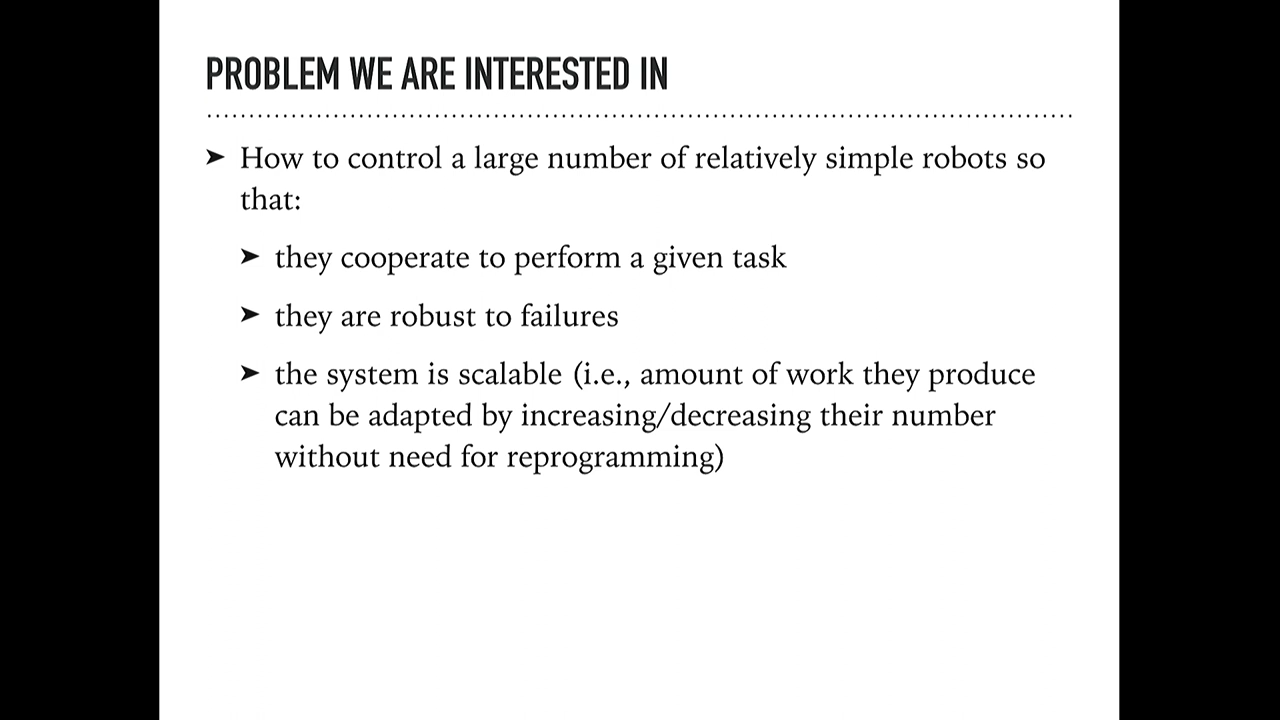 PROBLEM WE ARE INTERESTED IN
➤ How to control a large number of relatively simple robots so
that:
➤ they cooperate to perform a given task
➤ they are robust to failures
➤ the system is scalable (i.e., amount of work they produce
can be adapted by increasing/decreasing their number
without need for reprogramming)